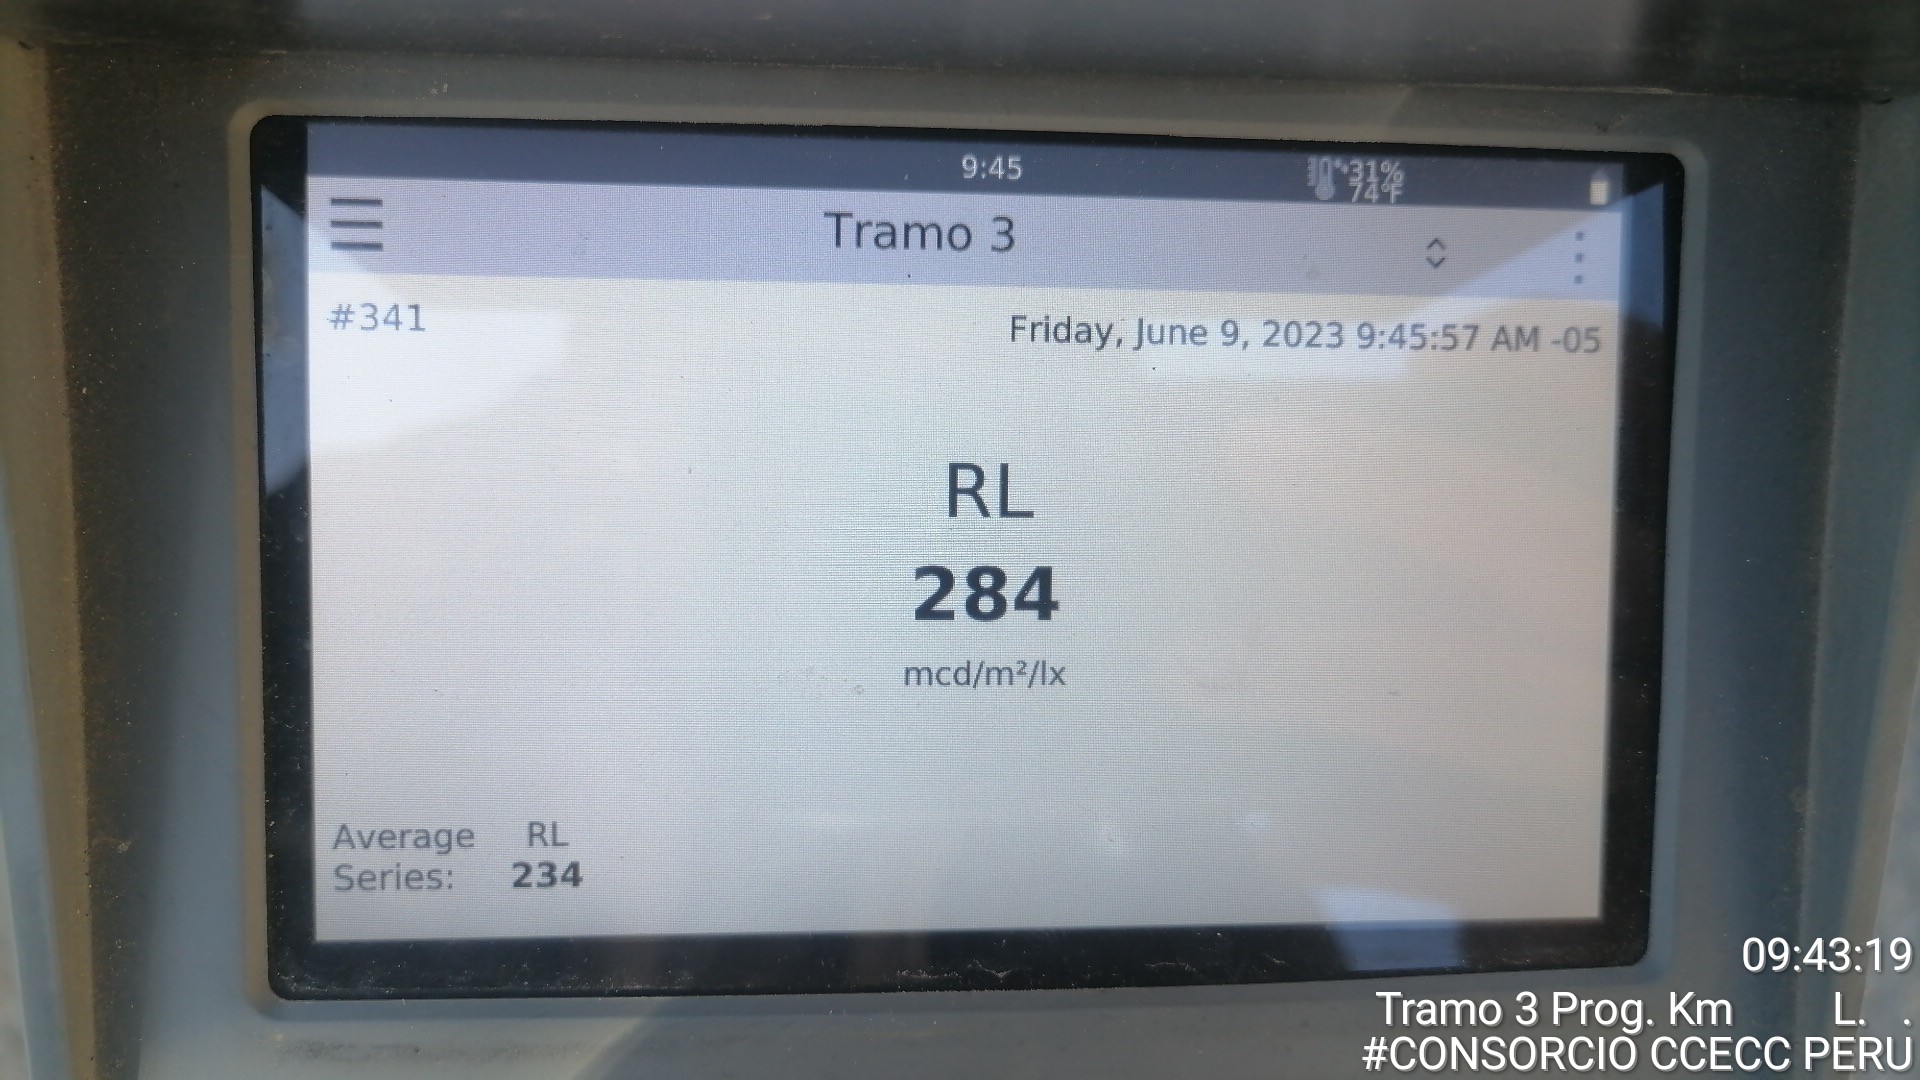 9:45
31%
74°F
Tramo 3
#341
Friday, June 9, 2023 9:45:57 AM -05
RL
284
mcd/m²/lx
Average RL
Series: 234
09:43:19
Tramo 3 Prog. Km L. .
#CONSORCIO CCECC PERU